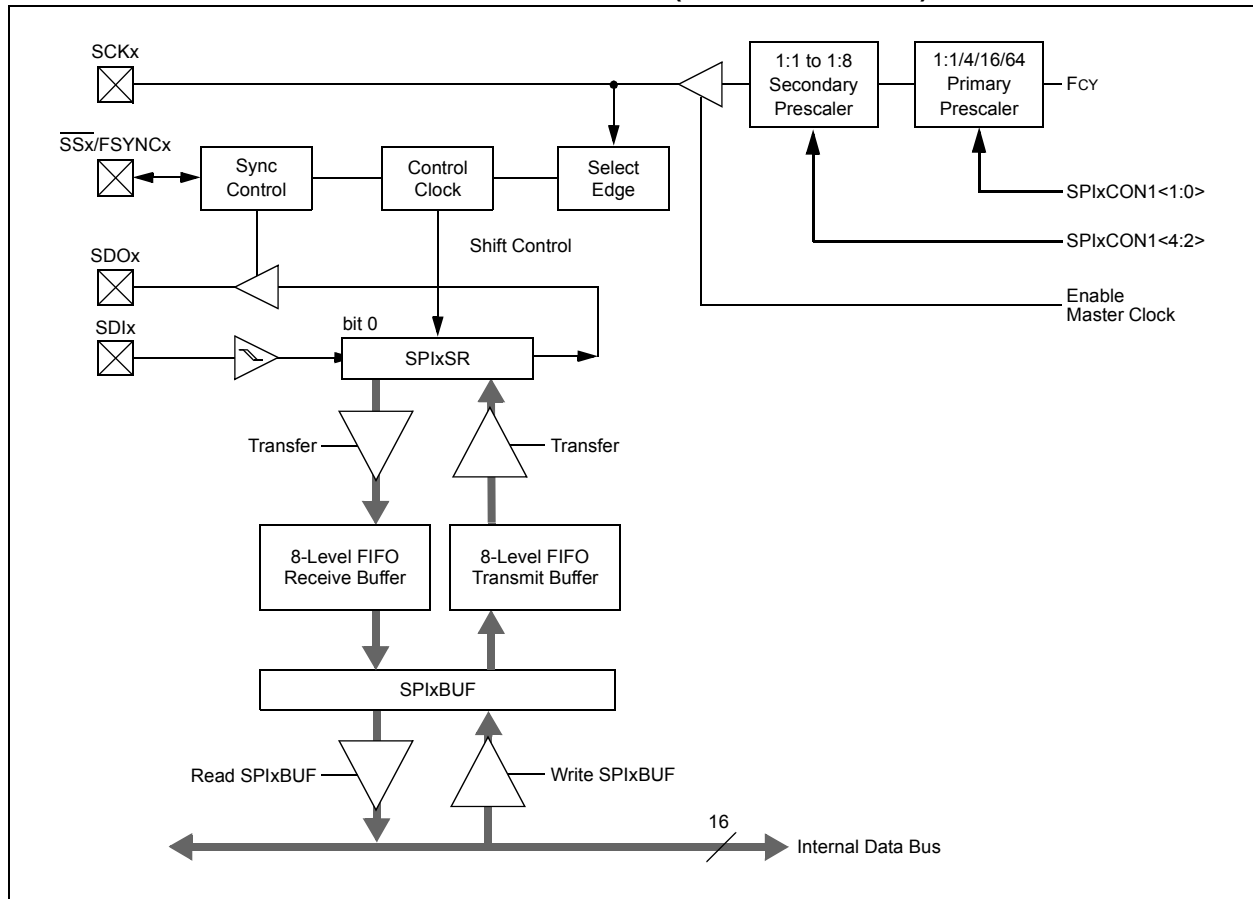 SCKx
1:1 to 1:8
Secondary
Prescaler
1:1/4/16/64
Primary
Prescaler
FCY
SSx/FSYNCx
Sync
Control
Control
Clock
Select
Edge
SPIxCON1<1:0>
SPIxCON1<4:2>
Shift Control
SDOx
Enable
Master Clock
SDIx
bit 0
SPIxSR
Transfer
Transfer
8-Level FIFO
Receive Buffer
8-Level FIFO
Transmit Buffer
SPIxBUF
Read SPIxBUF
Write SPIxBUF
16
Internal Data Bus